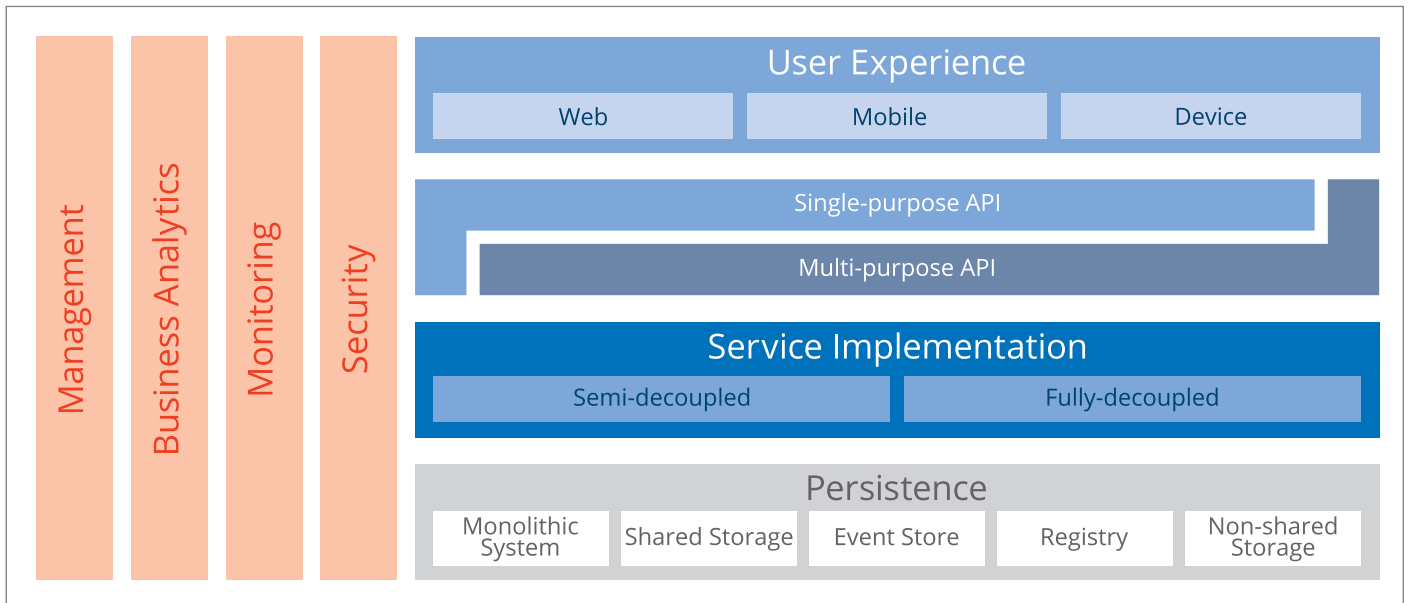 Management
Business Analytics
Monitoring
Security
User Experience
Web
Mobile
Device
Single-purpose API
Multi-purpose API
Service Implementation
Semi-decoupled
Fully-decoupled
Persistence
Monolithic
System
Shared Storage
Event Store
Registry
Non-shared
Storage